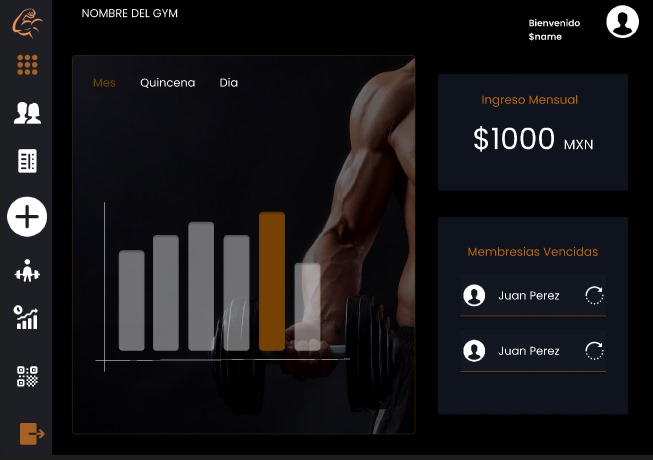 NOMBRE DEL GYM
Bienvenido
$name
Mes Quincena Dia
Ingreso Mensual
$1000 MXN
Membresias Vencidas
Juan Perez
Juan Perez